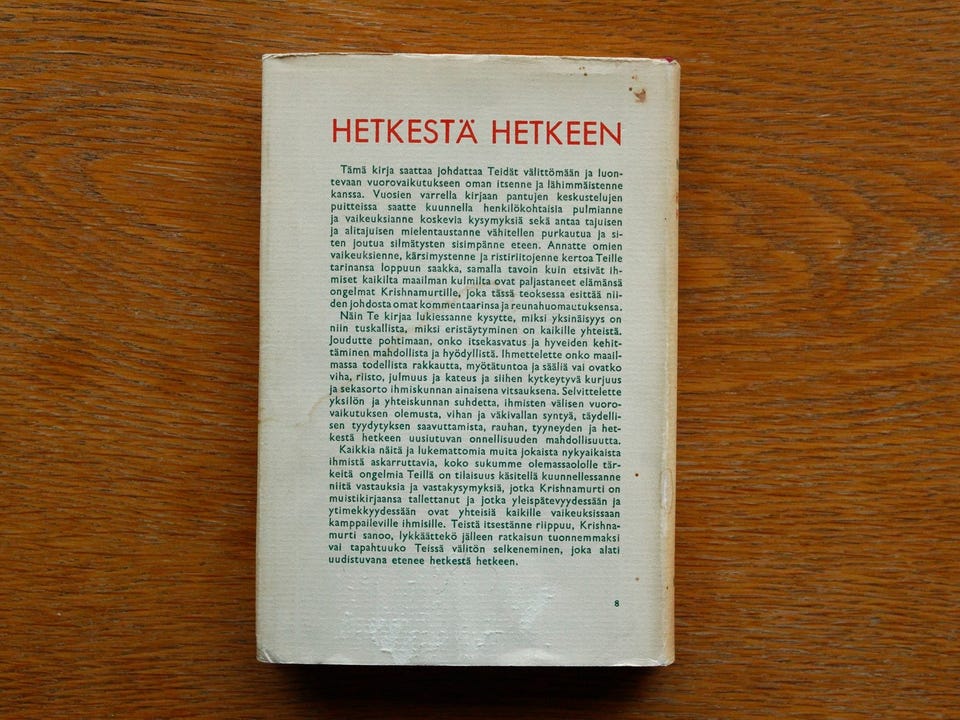 HETKESTÄ HETKEEN
Tämä kirja saattaa johdattaa Teidät välittömään ja luon-
tevaan vuorovaikutukseen oman itsenne ja lähimmäistenne
kanssa. Vuosien varrella kirjaan pantujen keskustelujen
puitteissa saatte kuunnella henkilökohtaisia pulmianne
ja vaikeuksianne koskevia kysymyksiä sekä antaa tajuisen
ja alitajuisen mielentaustanne vähitellen purkautua ja si-
ten joutua silmätysten sisimpänne eteen. Annatte omien
vaikeuksienne, kärsimystenne ja ristiriitojenne kertoa Teille
tarinansa loppuun saakka, samalla tavoin kuin etsivät ih-
miset kaikilta maailman kulmilta ovat paljastaneet elämänsä
ongelmat Krishnamurtille, joka tässä teoksessa esittää nii-
den johdosta omat kommentaarinsa ja reunahuomautuksensa.
Näin Te kirjaa lukiessanne kysytte, miksi yksinäisyys on
niin tuskallista, miksi eristäytyminen on kaikille yhteistä.
Joudutte pohtimaan, onko itsekasvatus ja hyveiden kehit-
täminen mahdollista ja hyödyllistä. Ihmettelette onko maail-
massa todellista rakkautta, myötätuntoa ja sääliä vai ovatko
viha, riisto, julmuus ja kateus ja siihen kytkeytyvä kurjuus
ja sekasorto ihmiskunnan ainaisena vitsauksena. Selvittelette
yksilön ja yhteiskunnan suhdetta, ihmisten välisen vuoro-
vaikutuksen olemusta, vihan ja väkivallan syntyä, täydelli-
sen tyydytyksen saavuttamista, rauhan, tyyneyden ja het-
kestä hetkeen uusiutuvan onnellisuuden mahdollisuutta.
Kaikkia näitä ja lukemattomia muita jokaista nykyaikaista
ihmistä askarruttavia, koko sukumme olemassaololle tär-
keitä ongelmia Teillä on tilaisuus käsitellä kuunnellessanne
niitä vastauksia ja vastakysymyksiä, jotka Krishnamurti on
muistikirjaansa tallettanut ja jotka yleispätevyydessään ja
ytimekkyydessään ovat yhteisiä kaikille vaikeuksissaan
kamppaileville ihmisille. Teistä itsestänne riippuu, Krishna-
murti sanoo, lykkäättekö jälleen ratkaisun tuonnemmaksi
vai tapahtuuko Teissä välitön selkeneminen, joka alati
uudistuvana etenee hetkestä hetkeen.
8